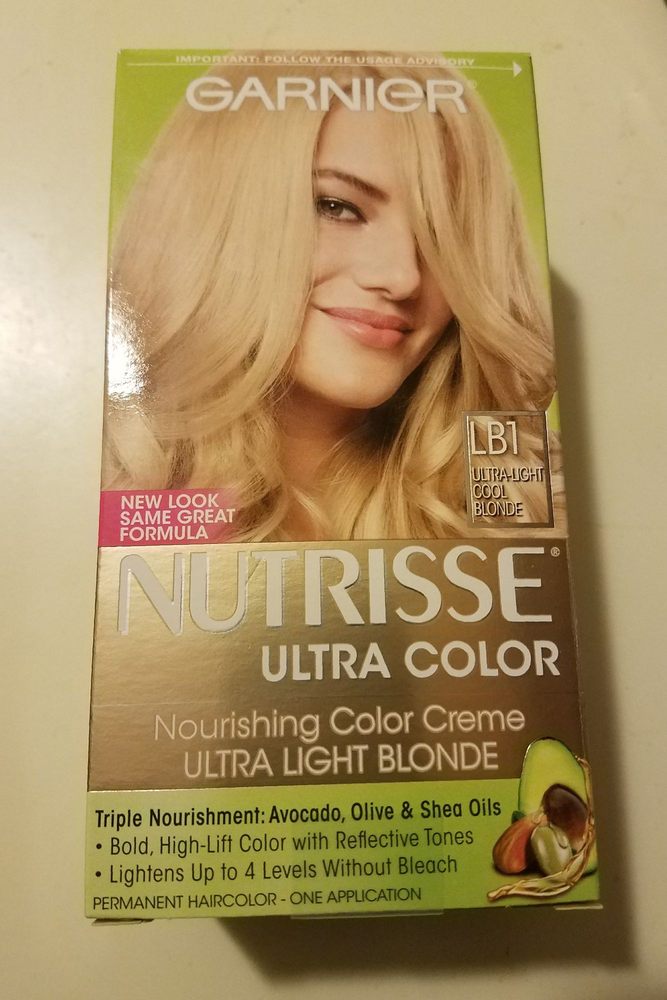 IMPORTANT: FOLLOW THE USAGE ADVISORY
GARNIER
LB1
ULTRA-LIGHT
COOL
BLONDE
NEW LOOK
SAME GREAT
FORMULA
NUTRISSE®
ULTRA COLOR
Nourishing Color Creme
ULTRA LIGHT BLONDE
Triple Nourishment: Avocado, Olive & Shea Oils
• Bold, High-Lift Color with Reflective Tones
• Lightens Up to 4 Levels Without Bleach
PERMANENT HAIRCOLOR - ONE APPLICATION